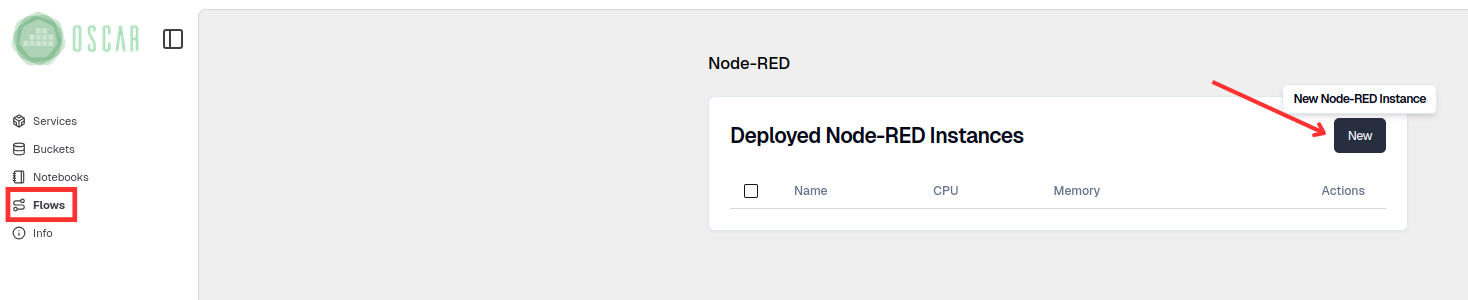 OSCAR
Services
Buckets
Notebooks
Flows
Info
Node-RED
New Node-RED Instance
Deployed Node-RED Instances
New
Name CPU Memory Actions